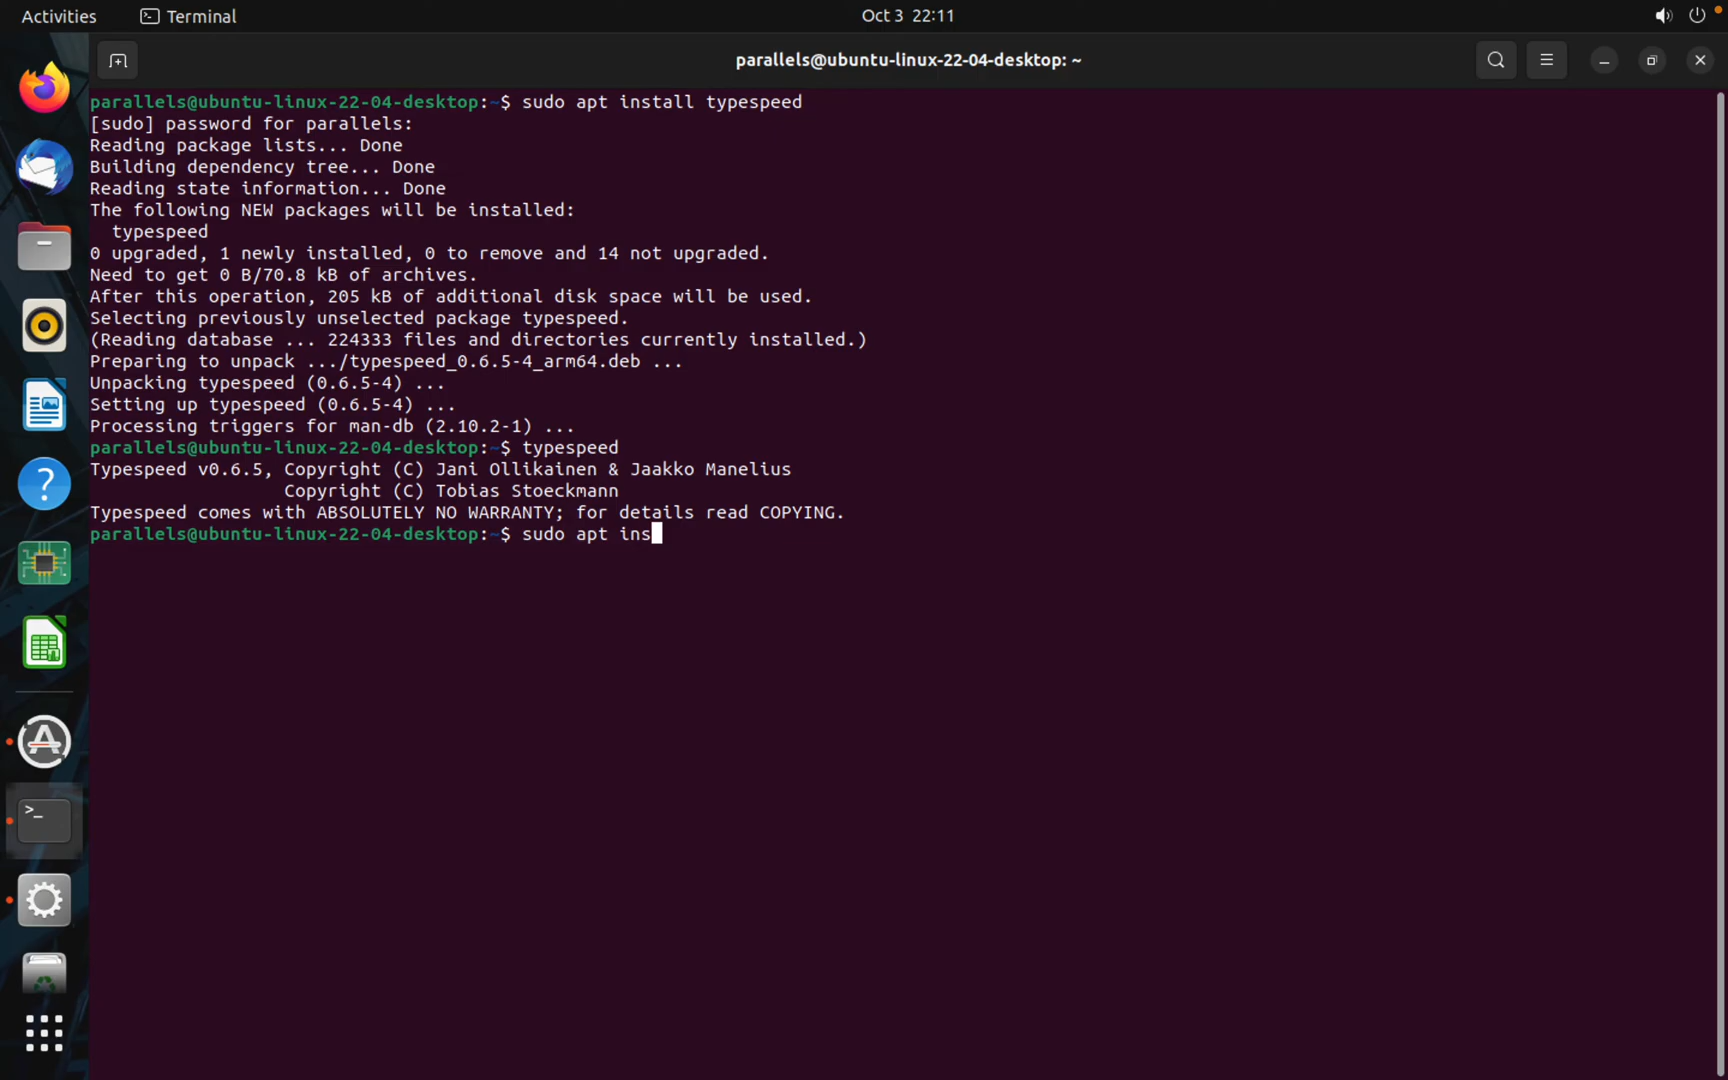 Activities
Terminal
Oct 3 22:11
parallels@ubuntu-linux-22-04-desktop: ~
parallels@ubuntu-linux-22-04-desktop:~$ sudo apt install typespeed
[sudo] password for parallels:
Reading package lists... Done
Building dependency tree... Done
Reading state information... Done
The following NEW packages will be installed:
  typespeed
0 upgraded, 1 newly installed, 0 to remove and 14 not upgraded.
Need to get 0 B/70.8 kB of archives.
After this operation, 205 kB of additional disk space will be used.
Selecting previously unselected package typespeed.
(Reading database ... 224333 files and directories currently installed.)
Preparing to unpack .../typespeed_0.6.5-4_arm64.deb ...
Unpacking typespeed (0.6.5-4) ...
Setting up typespeed (0.6.5-4) ...
Processing triggers for man-db (2.10.2-1) ...
parallels@ubuntu-linux-22-04-desktop:~$ typespeed
Typespeed v0.6.5, Copyright (C) Jani Ollikainen & Jaakko Manelius
                  Copyright (C) Tobias Stoeckmann
Typespeed comes with ABSOLUTELY NO WARRANTY; for details read COPYING.
parallels@ubuntu-linux-22-04-desktop:~$ sudo apt ins